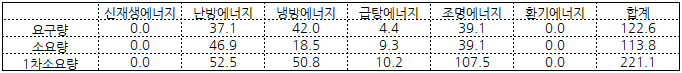 신재생에너지 난방에너지 냉방에너지 급탕에너지 조명에너지 환기에너지 합계
요구량 0.0 37.1 42.0 4.4 39.1 0.0 122.6
소요량 0.0 46.9 18.5 9.3 39.1 0.0 113.8
1차소요량 0.0 52.5 50.8 10.2 107.5 0.0 221.1